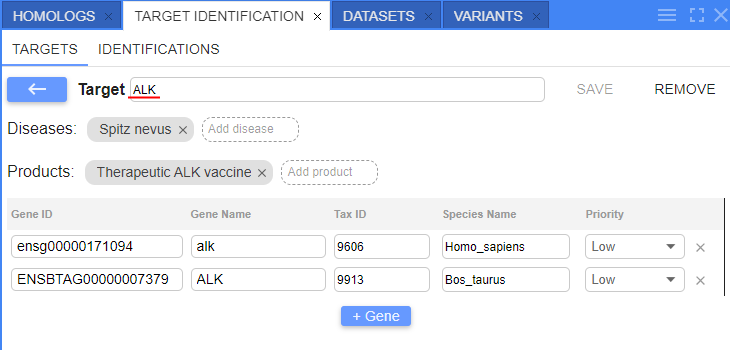 HOMOLOGS × TARGET IDENTIFICATION × DATASETS × VARIANTS ×
TARGETS IDENTIFICATIONS
← Target ALK SAVE REMOVE
Diseases: Spitz nevus × Add disease
Products: Therapeutic ALK vaccine × Add product
Gene ID Gene Name Tax ID Species Name Priority
ensg00000171094 alk 9606 Homo_sapiens Low ×
ENSBTAG00000007379 ALK 9913 Bos_taurus Low ×
+ Gene